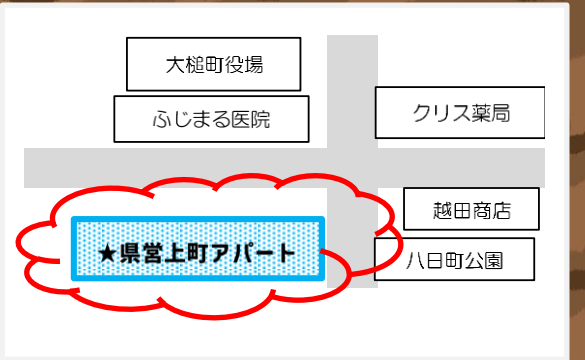 大槌町役場
ふじまる医院
クリス薬局
越田商店
★県営上町アパート
八日町公園